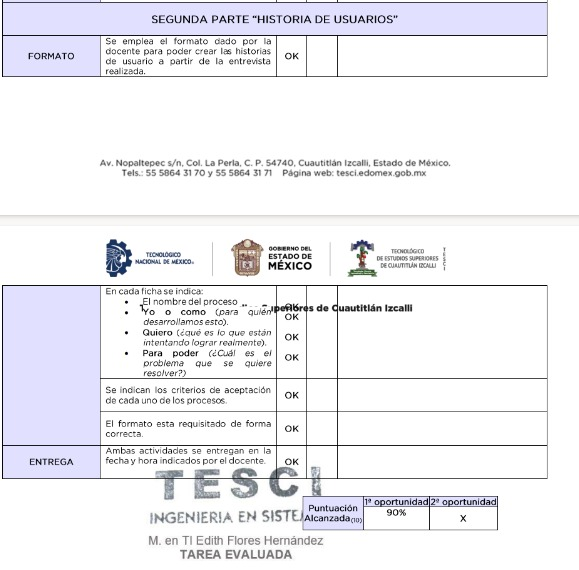 SEGUNDA PARTE "HISTORIA DE USUARIOS"
FORMATO
Se emplea el formato dado por la
docente para poder crear las historias
de usuario a partir de la entrevista
realizada.
OK
Av. Nopaltepec s/n, Col. La Perla, C. P. 54740, Cuautitlán Izcalli, Estado de México.
Tels.: 55 5864 31 70 y 55 5864 31 71 Página web: tesci.edomex.gob.mx
TECNOLÓGICO
NACIONAL DE MÉXICO
GOBIERNO DEL
ESTADO DE
MÉXICO
TECNOLÓGICO
DE ESTUDIOS SUPERIORES
DE CUAUTITLÁN IZCALLI
TESCI
En cada ficha se indica:
• El nombre del proceso
OK
Superiores de Cuautitlán Izcalli
• Yo o como (para quién
desarrollamos esto).
OK
• Quiero (¿qué es lo que están
intentando lograr realmente).
OK
• Para poder (¿Cuál es el
problema que se quiere
resolver?)
OK
Se indican los criterios de aceptación
de cada uno de los procesos.
OK
El formato esta requisitado de forma
correcta.
OK
ENTREGA
Ambas actividades se entregan en la
fecha y hora indicados por el docente.
OK
TESCI
INGENIERIA EN SISTE
Puntuación
Alcanzada(10)
1ª oportunidad
2ª oportunidad
90%
X
M. en TI Edith Flores Hernández
TAREA EVALUADA